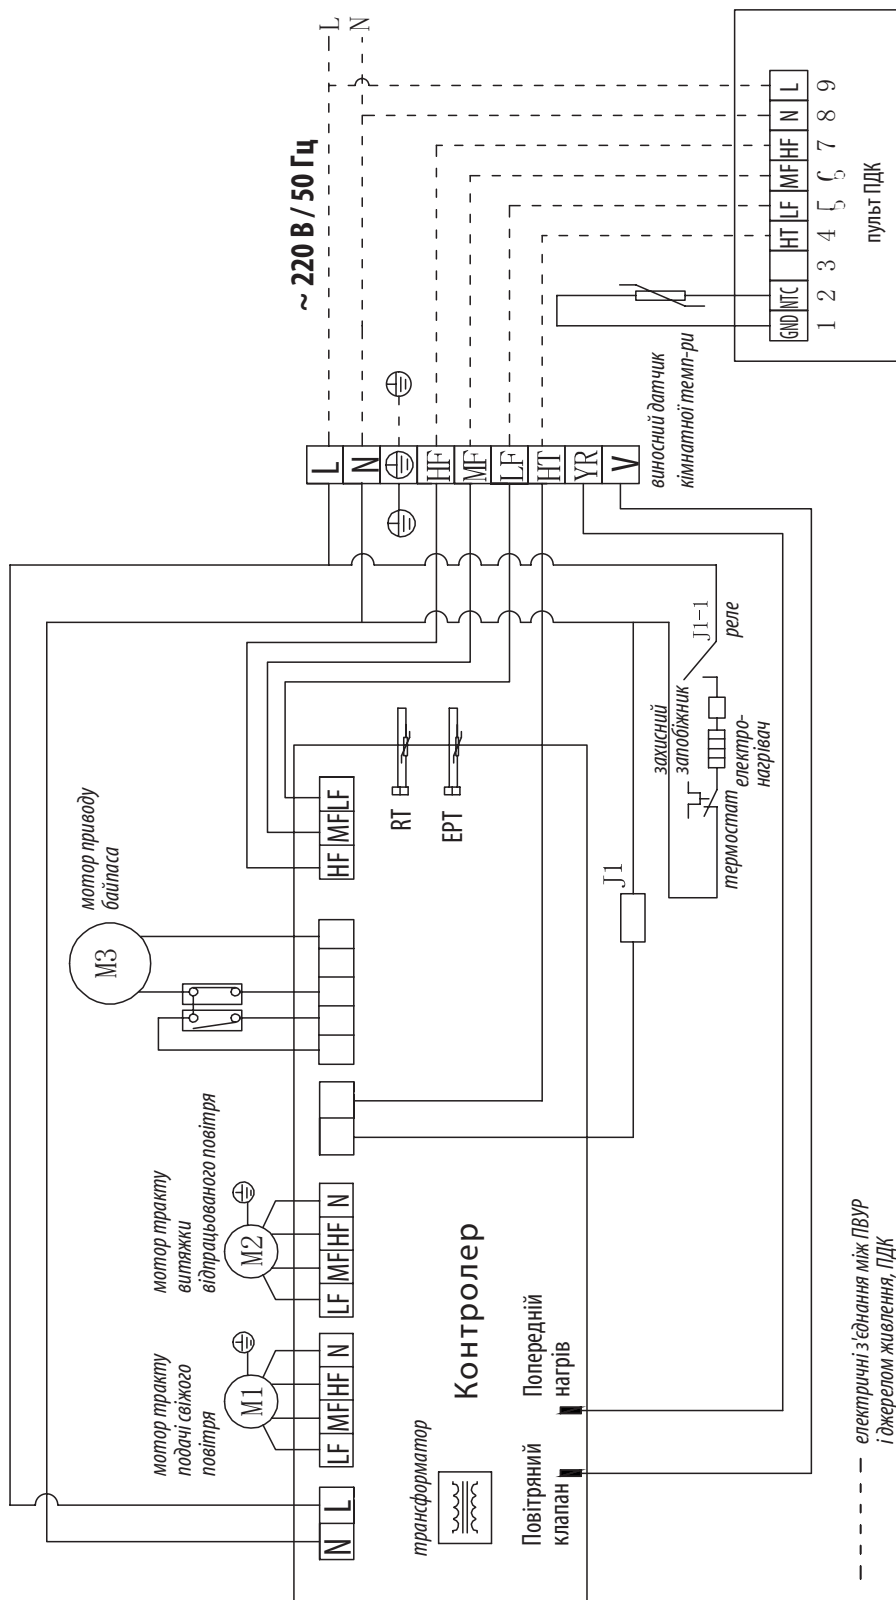 L
N
~ 220 В / 50 Гц
L
N
HF
MF
LF
HT
YR
V
GND
NTC
HT
LF
MF
HF
N
L
1
2
3
4
5
6
7
8
9
пульт ПДК
виносний датчик
кімнатної темп-ри
J1-1
реле
захисний
запобіжник
електро-
нагрівач
термостат
J1
HF
MF
LF
RT
EPT
мотор приводу
байпаса
M3
мотор тракту
витяжки
відпрацьованого повітря
M2
LF
MF
HF
N
мотор тракту
подачі свіжого
повітря
M1
LF
MF
HF
N
N
L
трансформатор
Контролер
Повітряний
клапан
Попередній
нагрів
електричні з'єднання між ПВУР
і джерелом живлення, ПДК